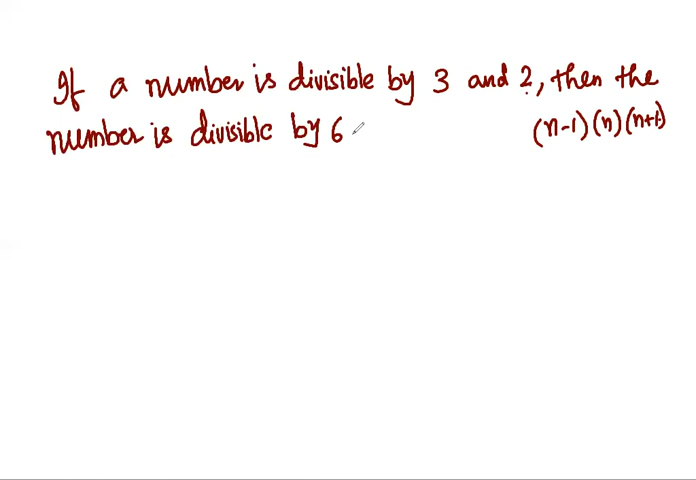 If a number is divisible by 3 and 2, then the
number is divisible by 6
(n-1)(n)(n+1)